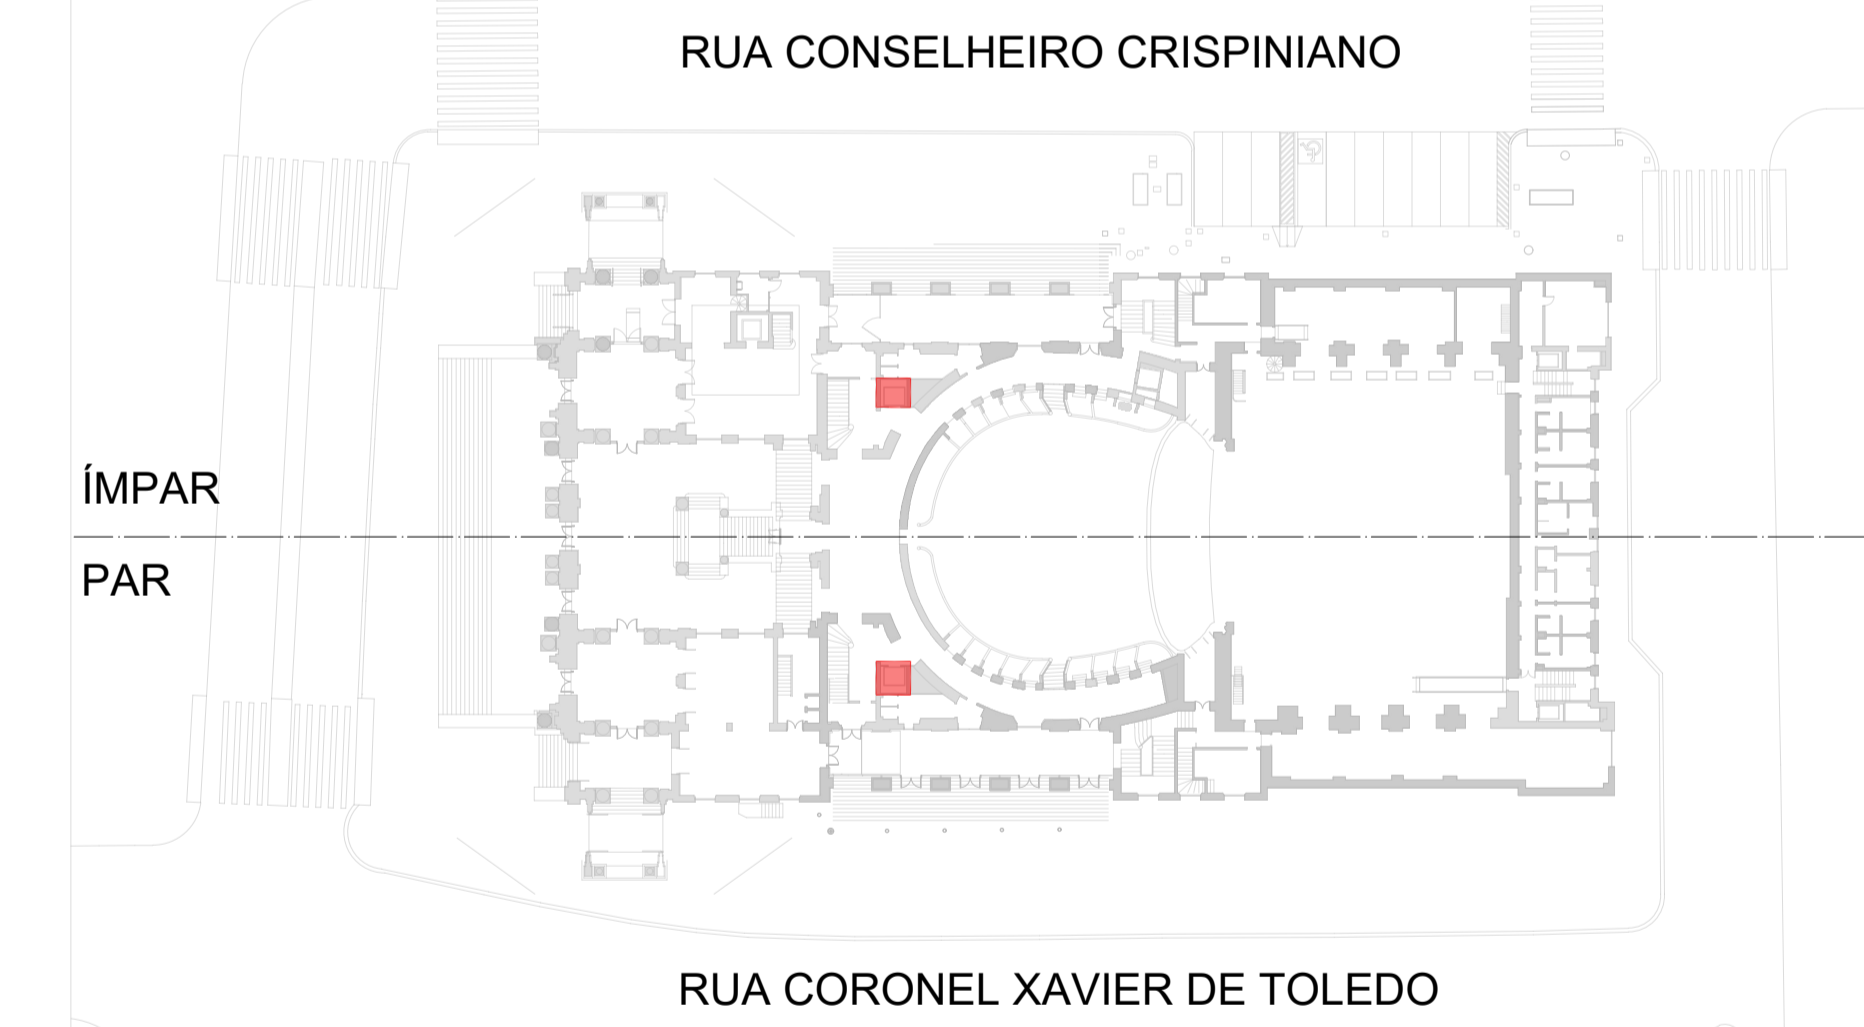 RUA CONSELHEIRO CRISPINIANO
ÍMPAR
PAR
RUA CORONEL XAVIER DE TOLEDO